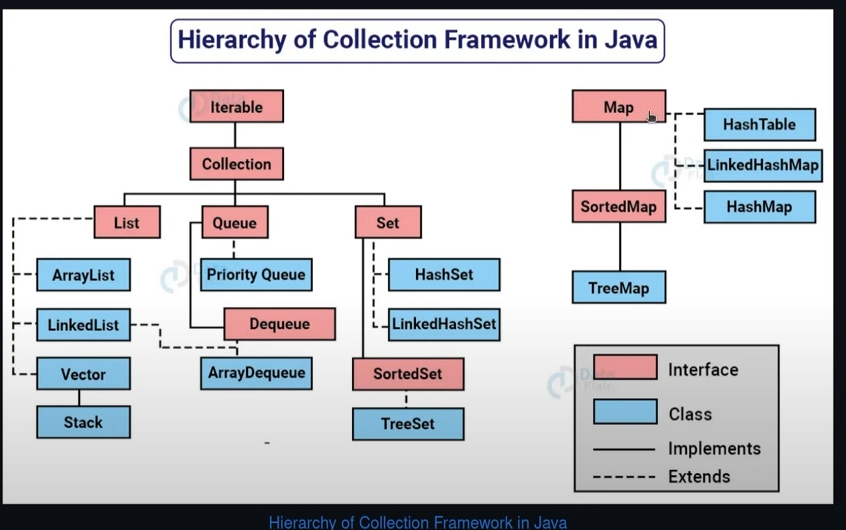 Hierarchy of Collection Framework in Java
Iterable
Collection
List
Queue
Set
ArrayList
Priority Queue
HashSet
LinkedList
Dequeue
LinkedHashSet
Vector
ArrayDequeue
SortedSet
Stack
TreeSet
Map
HashTable
LinkedHashMap
SortedMap
HashMap
TreeMap
Interface
Class
Implements
Extends
Hierarchy of Collection Framework in Java